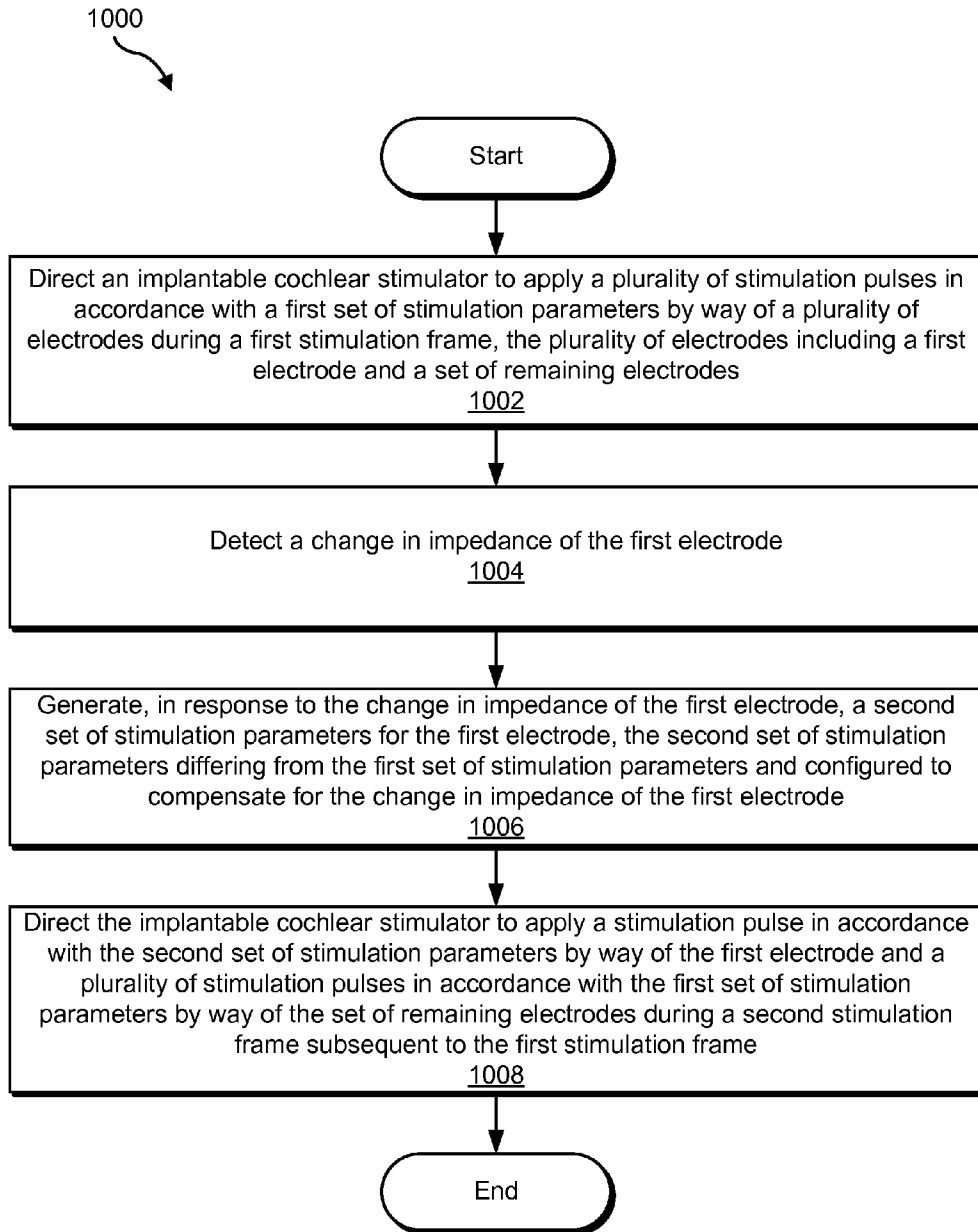 1000
Start
Direct an implantable cochlear stimulator to apply a plurality of stimulation pulses in
accordance with a first set of stimulation parameters by way of a plurality of
electrodes during a first stimulation frame, the plurality of electrodes including a first
electrode and a set of remaining electrodes
1002
Detect a change in impedance of the first electrode
1004
Generate, in response to the change in impedance of the first electrode, a second
set of stimulation parameters for the first electrode, the second set of stimulation
parameters differing from the first set of stimulation parameters and configured to
compensate for the change in impedance of the first electrode
1006
Direct the implantable cochlear stimulator to apply a stimulation pulse in accordance
with the second set of stimulation parameters by way of the first electrode and a
plurality of stimulation pulses in accordance with the first set of stimulation
parameters by way of the set of remaining electrodes during a second stimulation
frame subsequent to the first stimulation frame
1008
End